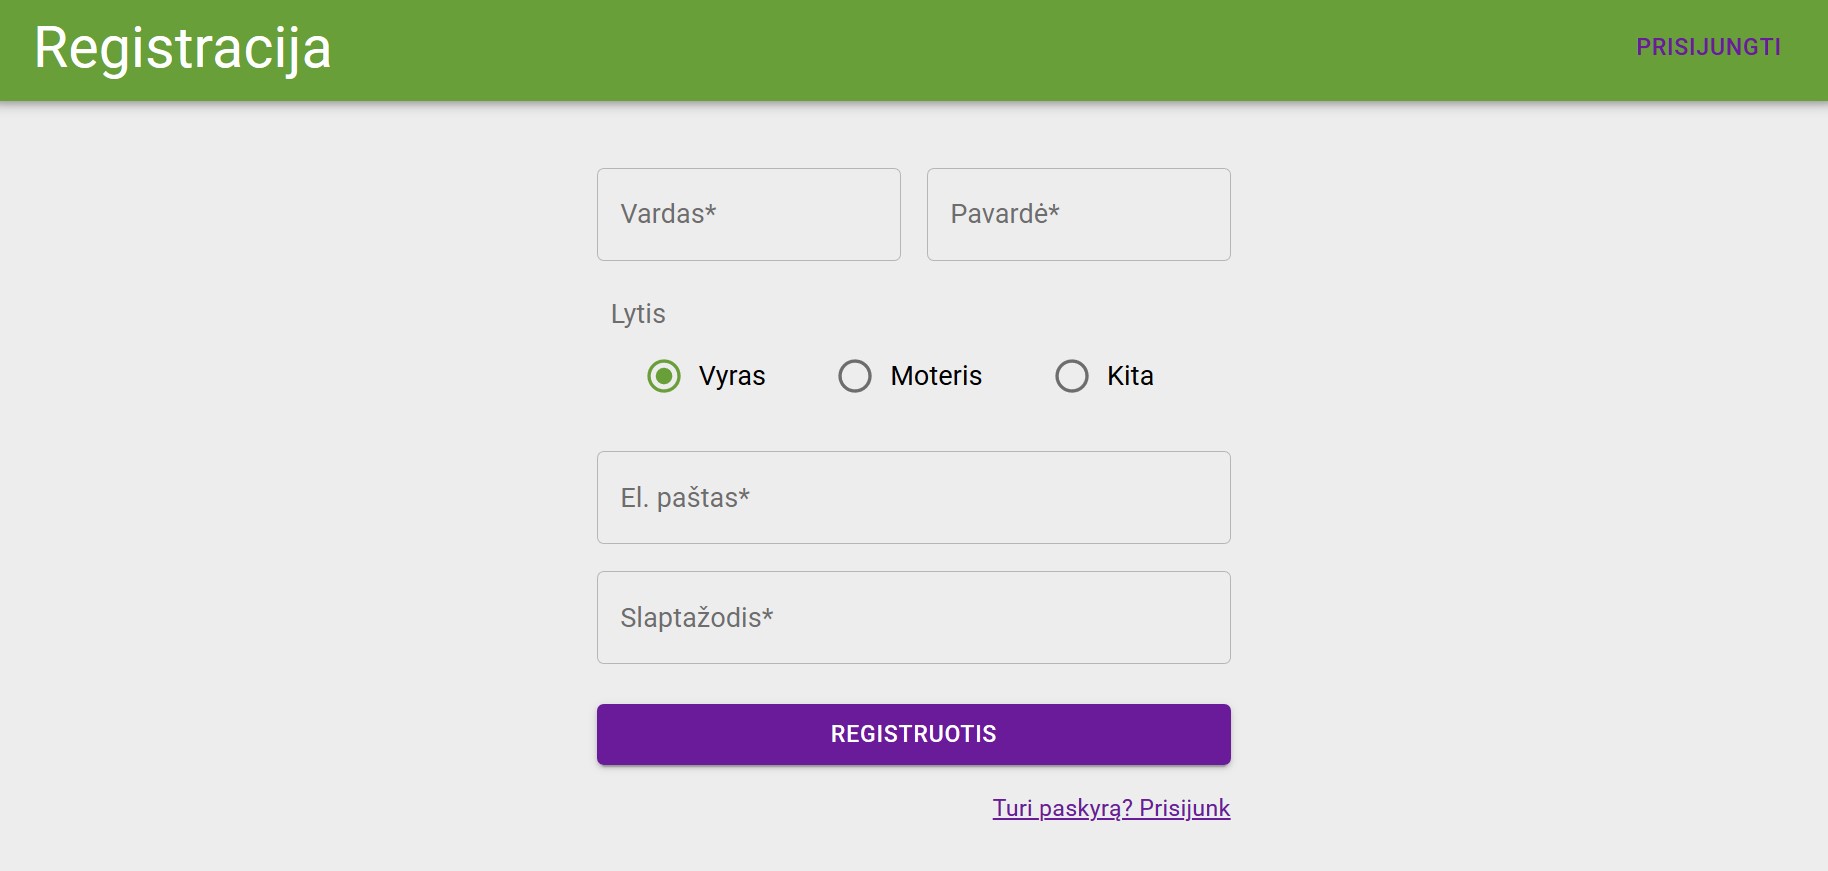 Registracija
PRISIJUNGTI
Vardas*
Pavardė*
Lytis
Vyras
Moteris
Kita
El. paštas*
Slaptažodis*
REGISTRUOTIS
Turi paskyrą? Prisijunk